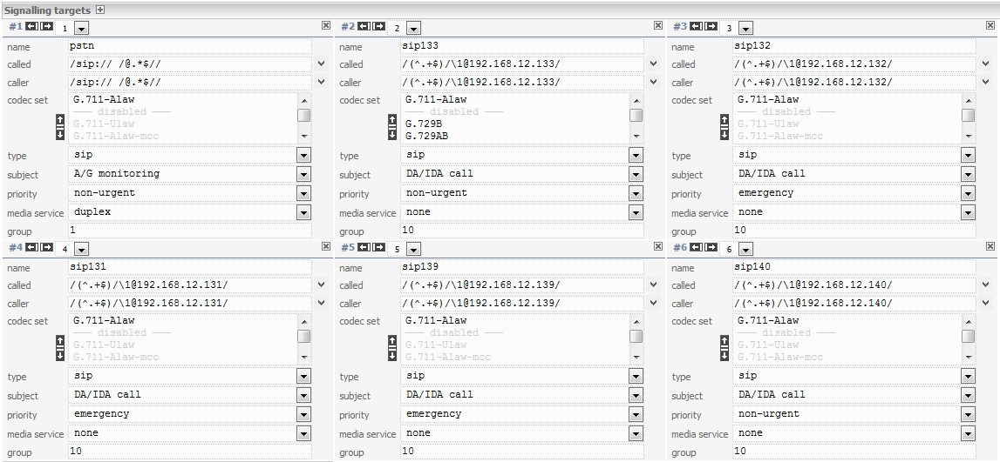 Signalling targets
#1 1
name pstn
called /sip:// /@.*$//
caller /sip:// /@.*$//
codec set G.711-Alaw
disabled
G.711-Ulaw
G.711-Alaw-mcc
type sip
subject A/G monitoring
priority non-urgent
media service duplex
group 1
#2 2
name sip133
called /(^.+$)/\1@192.168.12.133/
caller /(^.+$)/\1@192.168.12.133/
codec set G.711-Alaw
disabled
G.729B
G.729AB
type sip
subject DA/IDA call
priority non-urgent
media service none
group 10
#3 3
name sip132
called /(^.+$)/\1@192.168.12.132/
caller /(^.+$)/\1@192.168.12.132/
codec set G.711-Alaw
disabled
G.711-Ulaw
G.711-Alaw-mcc
type sip
subject DA/IDA call
priority emergency
media service none
group 10
#4 4
name sip131
called /(^.+$)/\1@192.168.12.131/
caller /(^.+$)/\1@192.168.12.131/
codec set G.711-Alaw
disabled
G.711-Ulaw
G.711-Alaw-mcc
type sip
subject DA/IDA call
priority emergency
media service none
group 10
#5 5
name sip139
called /(^.+$)/\1@192.168.12.139/
caller /(^.+$)/\1@192.168.12.139/
codec set G.711-Alaw
disabled
G.711-Ulaw
G.711-Alaw-mcc
type sip
subject DA/IDA call
priority emergency
media service none
group 10
#6 6
name sip140
called /(^.+$)/\1@192.168.12.140/
caller /(^.+$)/\1@192.168.12.140/
codec set G.711-Alaw
disabled
G.711-Ulaw
G.711-Alaw-mcc
type sip
subject DA/IDA call
priority non-urgent
media service none
group 10